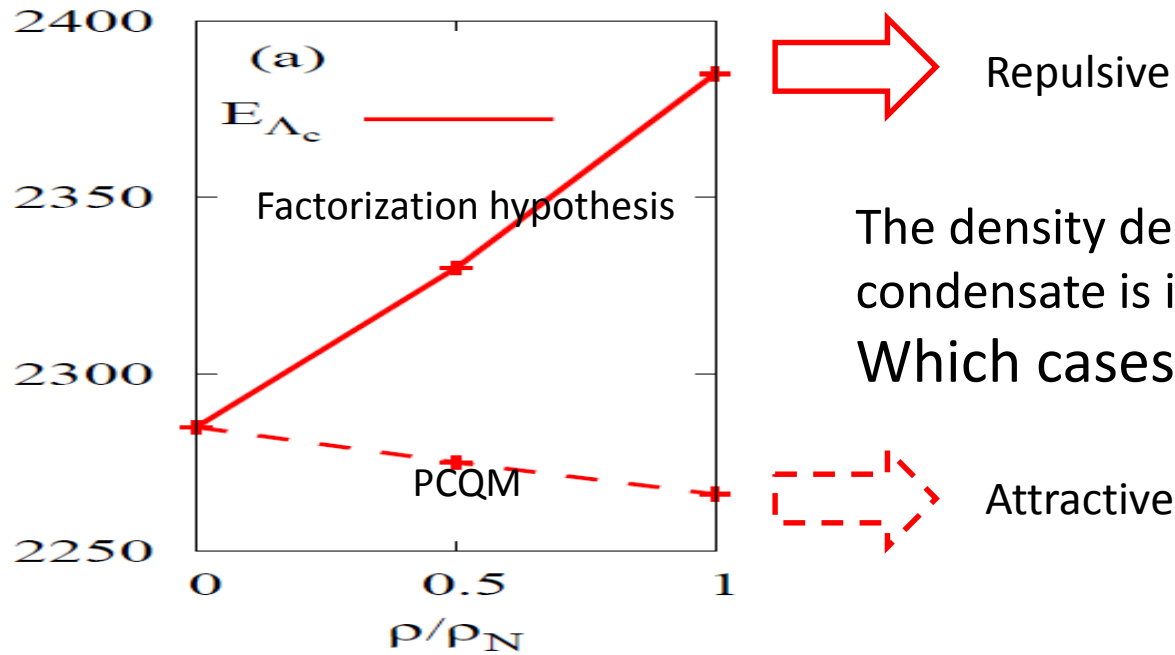 2400
(a)
E_Λc
Repulsive
2350
Factorization hypothesis
The density de
condensate is i
Which cases
2300
PCQM
Attractive
2250
0 0.5 1
ρ/ρN